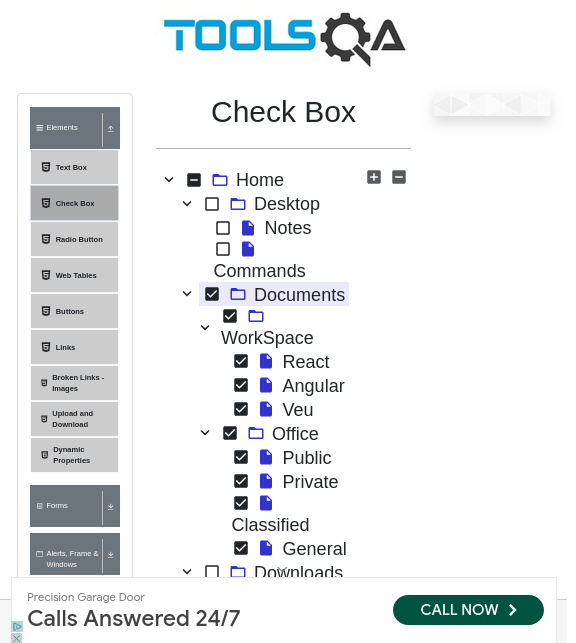 TOOLSQA
Check Box
Elements
Text Box
Check Box
Radio Button
Web Tables
Buttons
Links
Broken Links -
Images
Upload and
Download
Dynamic
Properties
Forms
Alerts, Frame &
Windows
Home
Desktop
Notes
Commands
Documents
WorkSpace
React
Angular
Veu
Office
Public
Private
Classified
General
Downloads
Precision Garage Door
Calls Answered 24/7
CALL NOW